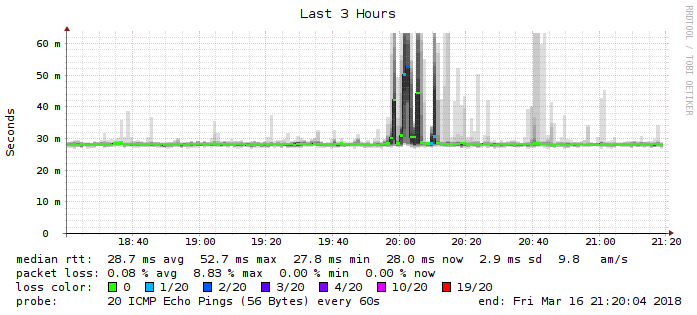 Last 3 Hours
RRDTOOL / TOBI OETIKER
Seconds
60 m
50 m
40 m
30 m
20 m
10 m
0
18:40 19:00 19:20 19:40 20:00 20:20 20:40 21:00 21:20
median rtt: 28.7 ms avg 52.7 ms max 27.8 ms min 28.0 ms now 2.9 ms sd 9.8 am/s
packet loss: 0.08 % avg 8.83 % max 0.00 % min 0.00 % now
loss color: 0 1/20 2/20 3/20 4/20 10/20 19/20
probe: 20 ICMP Echo Pings (56 Bytes) every 60s end: Fri Mar 16 21:20:04 2018